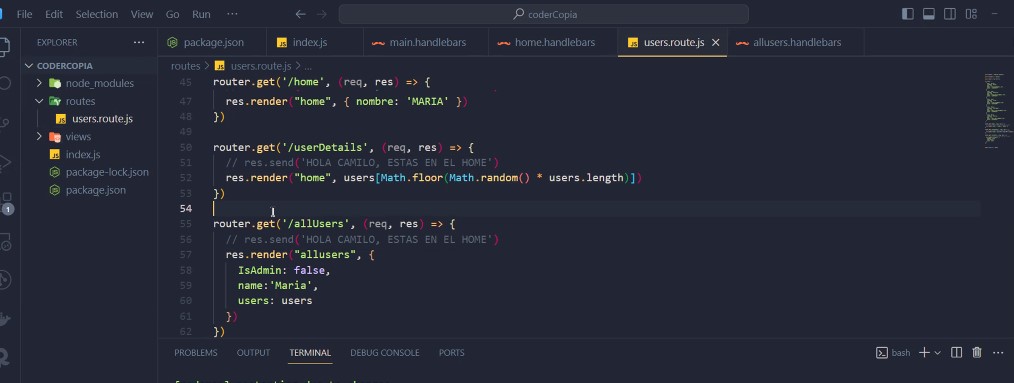 File Edit Selection View Go Run ... coderCopia
EXPLORER ...
package.json index.js main.handlebars home.handlebars users.route.js allusers.handlebars
CODERCOPIA
node_modules
routes
users.route.js
views
index.js
package-lock.json
package.json
routes > users.route.js > ...
45 router.get('/home', (req, res) => {
47 res.render("home", { nombre: 'MARIA' })
48 })
49
50 router.get('/userDetails', (req, res) => {
51 // res.send('HOLA CAMILO, ESTAS EN EL HOME')
52 res.render("home", users[Math.floor(Math.random() * users.length)])
53 })
54
55 router.get('/allUsers', (req, res) => {
56 // res.send('HOLA CAMILO, ESTAS EN EL HOME')
57 res.render("allusers", {
58 IsAdmin: false,
59 name:'Maria',
60 users: users
61 })
62 })
PROBLEMS OUTPUT TERMINAL DEBUG CONSOLE PORTS bash
1